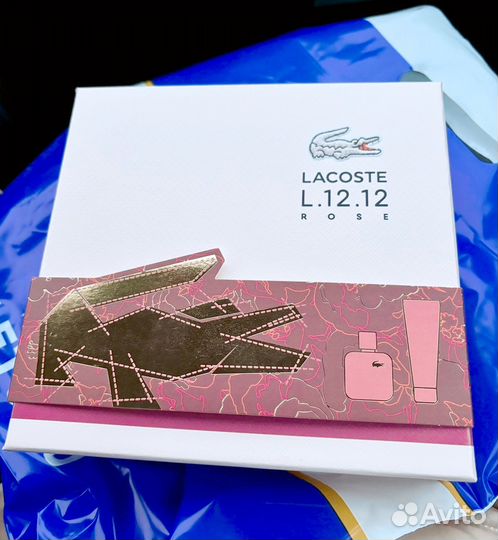 LACOSTE
L.12.12
ROSE
Avito